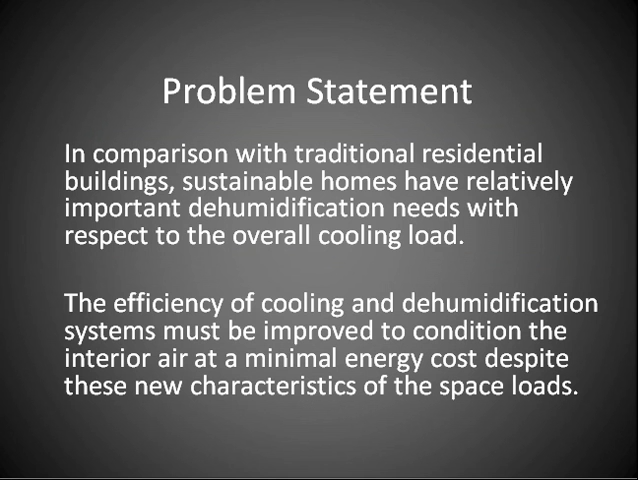 Problem Statement
In comparison with traditional residential
buildings, sustainable homes have relatively
important dehumidification needs with
respect to the overall cooling load.
The efficiency of cooling and dehumidification
systems must be improved to condition the
interior air at a minimal energy cost despite
these new characteristics of the space loads.